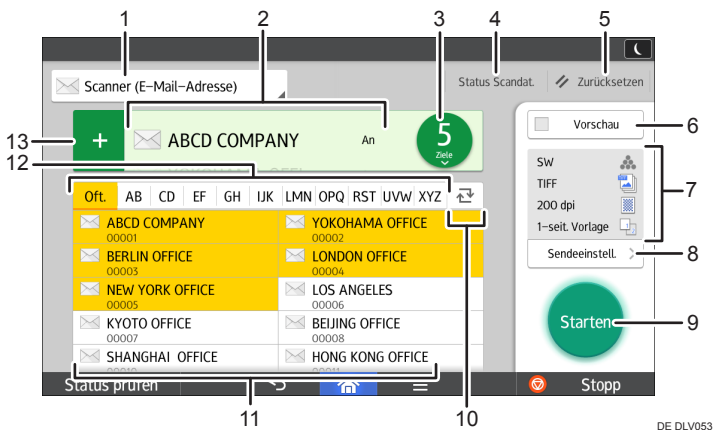 1 2 3 4 5
Scanner (E-Mail-Adresse)
Status Scandat. Zurücksetzen
13
+ ABCD COMPANY An
5
Ziele
Vorschau 6
12
Oft. AB CD EF GH IJK LMN OPQ RST UVW XYZ
SW
TIFF
200 dpi
1-seit. Vorlage
7
ABCD COMPANY
00001
YOKOHAMA OFFICE
00002
BERLIN OFFICE
00003
LONDON OFFICE
00004
Sendeeinstell. 8
NEW YORK OFFICE
00005
LOS ANGELES
00006
KYOTO OFFICE
00007
BEIJING OFFICE
00008
Starten 9
SHANGHAI OFFICE
HONG KONG OFFICE
Status prüfen Stopp
11 10
DE DLV053